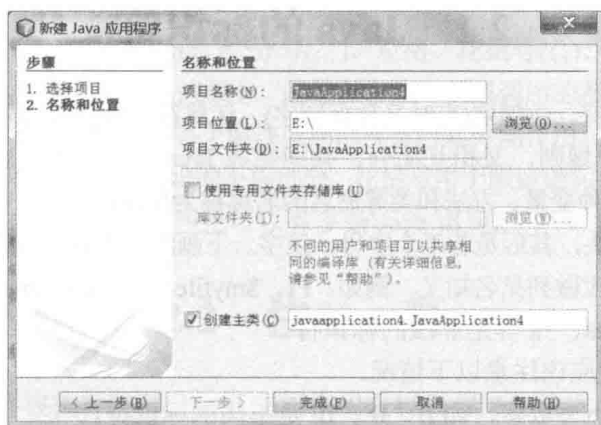 新建 Java 应用程序
步骤
1. 选择项目
2. 名称和位置
名称和位置
项目名称(N): JavaApplication4
项目位置(L): E:\ 浏览(O)...
项目文件夹(D): E:\JavaApplication4
使用专用文件夹存储库(U)
库文件夹(I): 浏览(W)...
不同的用户和项目可以共享相
同的编译库（有关详细信息，
请参见“帮助”）。
创建主类(C) javaapplication4.JavaApplication4
< 上一步(B) 下一步 > 完成(F) 取消 帮助(H)